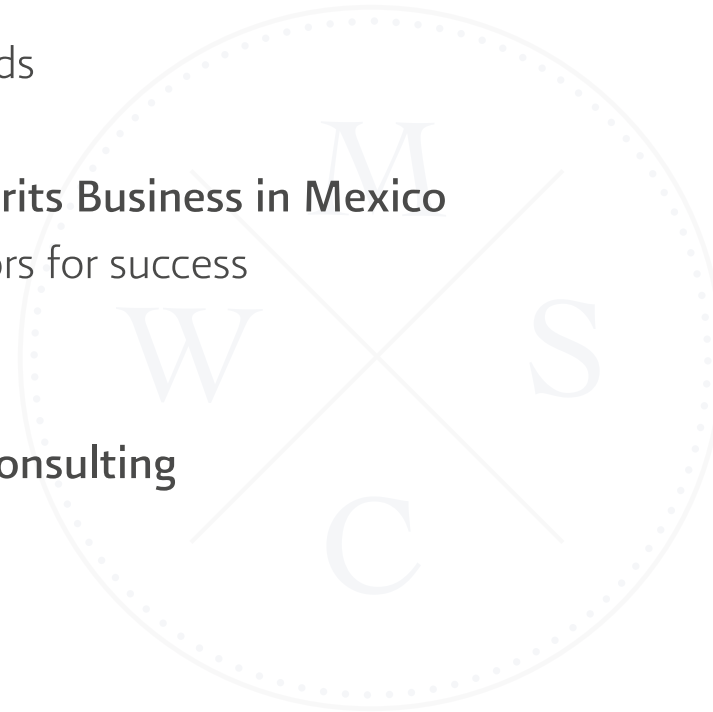 ds
rits Business in Mexico
ors for success
onsulting
M
W S
C